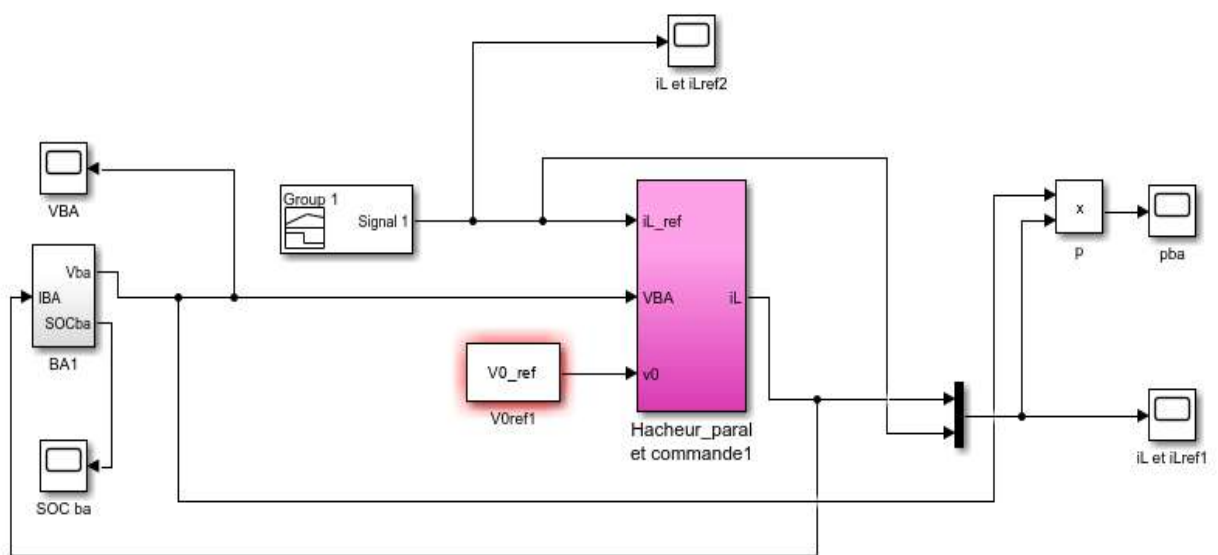 iL et iLref2
VBA
Group 1
Signal 1
iL_ref
VBA
iL
v0
Hacheur_paral
et commande1
x
p
pba
Vba
IBA
SOCba
BA1
V0_ref
V0ref1
iL et iLref1
SOC ba